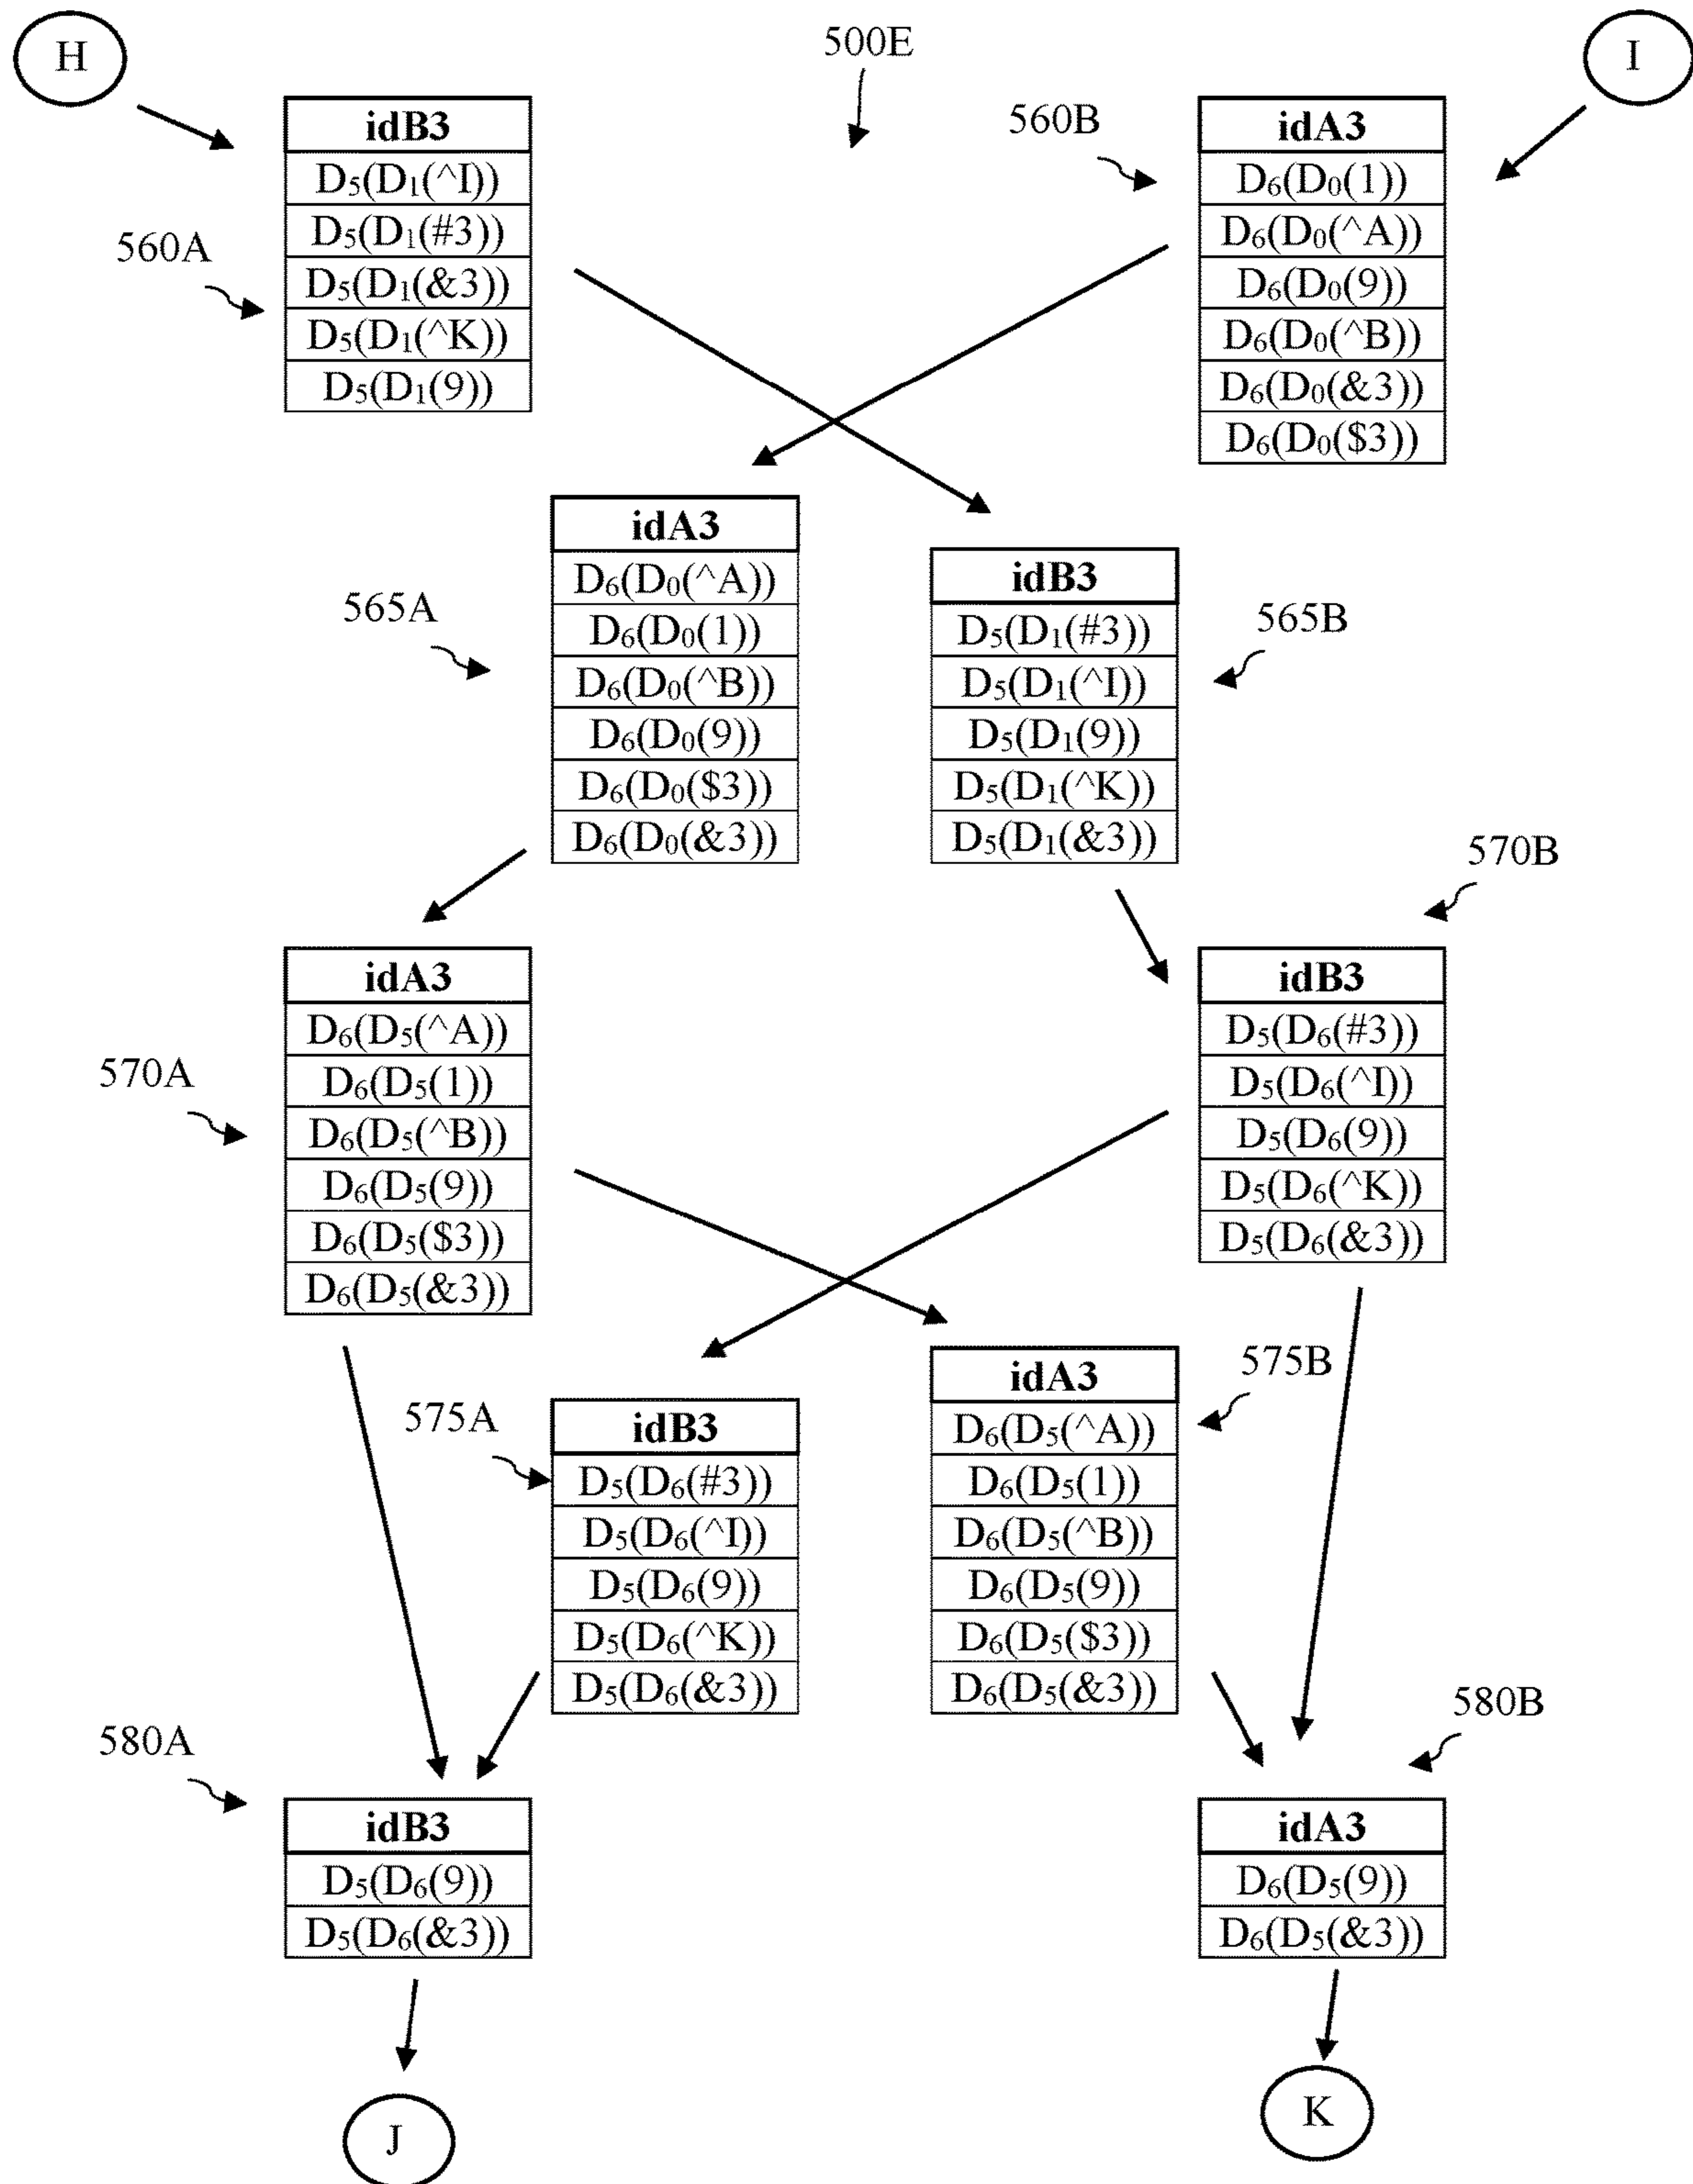 H
500E
I
560B
idB3
D₅(D₁(^I))
D₅(D₁(#3))
D₅(D₁(&3))
D₅(D₁(^K))
D₅(D₁(9))
560A
idA3
D₆(D₀(1))
D₆(D₀(^A))
D₆(D₀(9))
D₆(D₀(^B))
D₆(D₀(&3))
D₆(D₀($3))
565A
idA3
D₆(D₀(^A))
D₆(D₀(1))
D₆(D₀(^B))
D₆(D₀(9))
D₆(D₀($3))
D₆(D₀(&3))
idB3
D₅(D₁(#3))
D₅(D₁(^I))
D₅(D₁(9))
D₅(D₁(^K))
D₅(D₁(&3))
565B
570B
570A
idA3
D₆(D₅(^A))
D₆(D₅(1))
D₆(D₅(^B))
D₆(D₅(9))
D₆(D₅($3))
D₆(D₅(&3))
idB3
D₅(D₆(#3))
D₅(D₆(^I))
D₅(D₆(9))
D₅(D₆(^K))
D₅(D₆(&3))
575A
idB3
D₅(D₆(#3))
D₅(D₆(^I))
D₅(D₆(9))
D₅(D₆(^K))
D₅(D₆(&3))
575B
idA3
D₆(D₅(^A))
D₆(D₅(1))
D₆(D₅(^B))
D₆(D₅(9))
D₆(D₅($3))
D₆(D₅(&3))
580A
idB3
D₅(D₆(9))
D₅(D₆(&3))
580B
idA3
D₆(D₅(9))
D₆(D₅(&3))
J
K